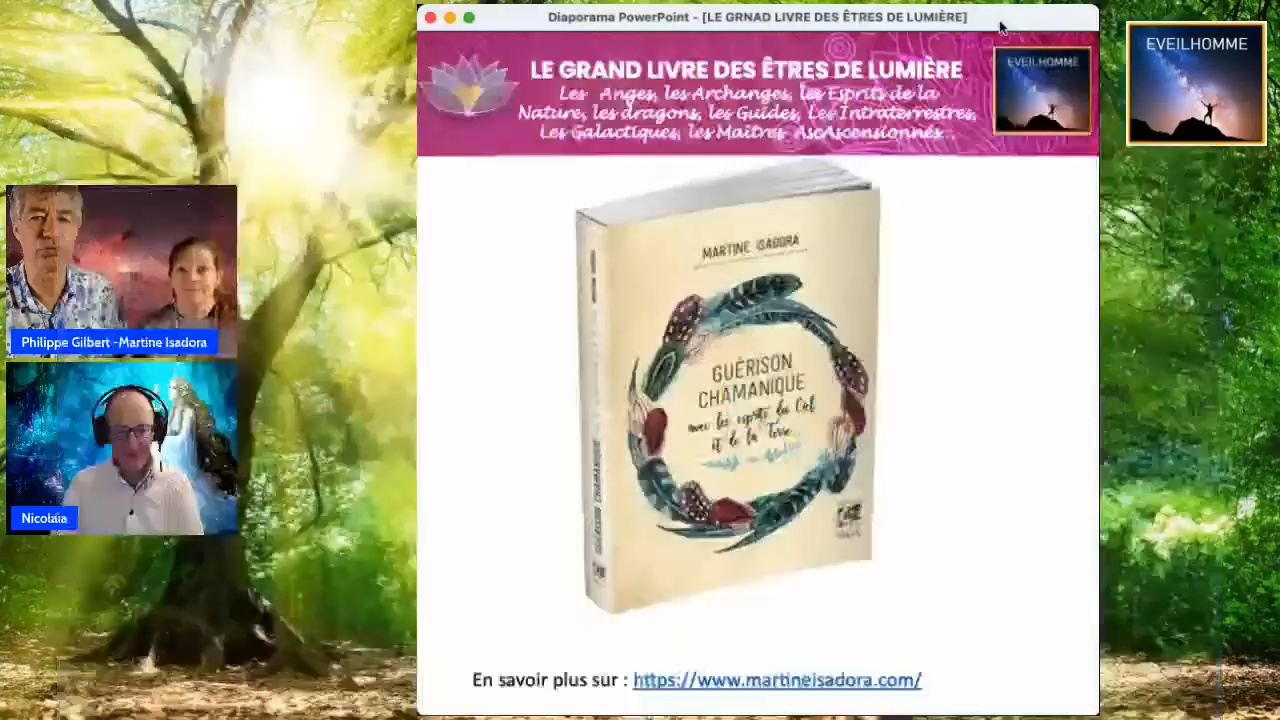 Diaporama PowerPoint - [LE GRNAD LIVRE DES ÊTRES DE LUMIÈRE]
LE GRAND LIVRE DES ÊTRES DE LUMIÈRE
Les Anges, les Archanges, les Esprits de la
Nature, les dragons, les Guides, Les Intraterrestres,
Les Galactiques, les Maîtres AscAscensionnés...
EVEILHOMME
EVEILHOMME
MARTINE ISADORA
GUÉRISON
CHAMANIQUE
avec les esprits du Ciel
et de la Terre
Philippe Gilbert -Martine Isadora
Nicolaïa
En savoir plus sur : https://www.martineisadora.com/